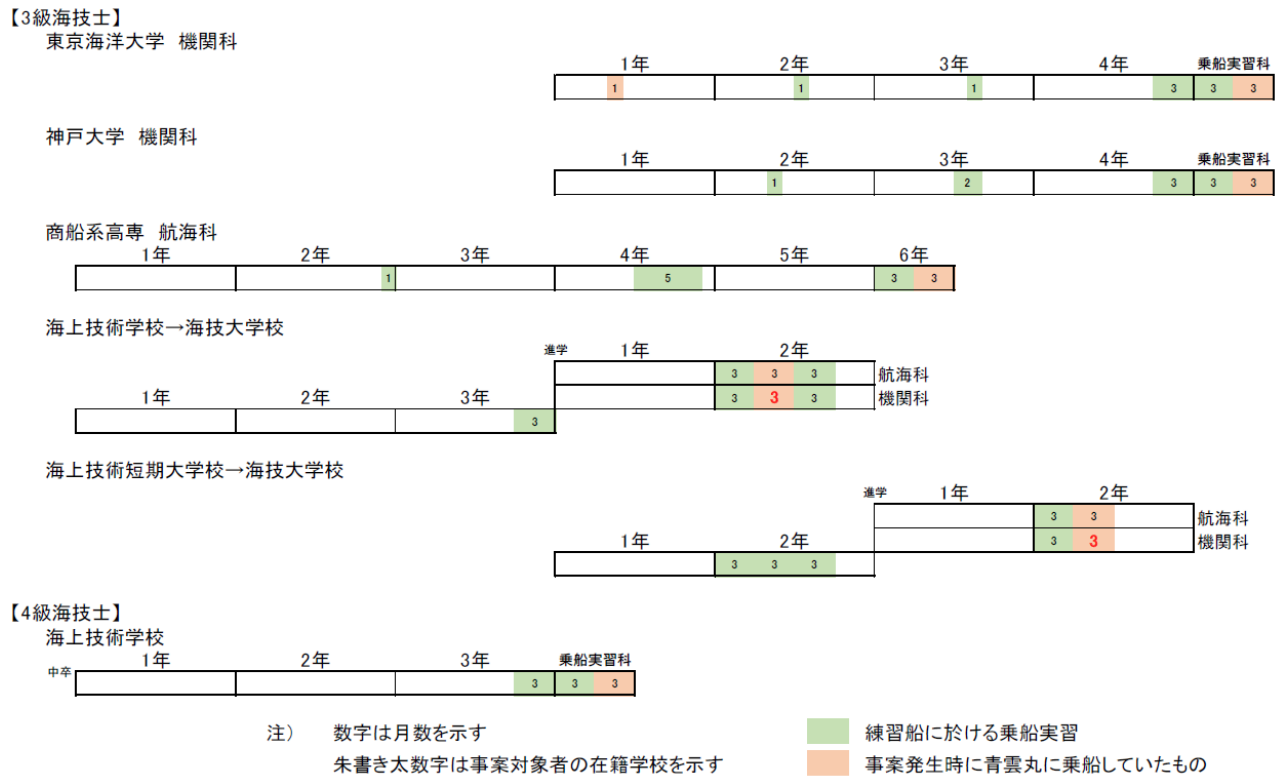 【3級海技士】
東京海洋大学 機関科
1年 2年 3年 4年 乗船実習科
1 1 1 3 3 3
神戸大学 機関科
1年 2年 3年 4年 乗船実習科
1 2 3 3 3
商船系高専 航海科
1年 2年 3年 4年 5年 6年
1 5 3 3
海上技術学校→海技大学校
進学 1年 2年
3 3 3 航海科
1年 2年 3年 3 3 3 機関科
3
海上技術短期大学校→海技大学校
進学 1年 2年
3 3 航海科
1年 2年 3 3 機関科
3 3 3
【4級海技士】
海上技術学校
中卒 1年 2年 3年 乗船実習科
3 3 3
注) 数字は月数を示す 練習船に於ける乗船実習
朱書き太数字は事案対象者の在籍学校を示す 事案発生時に青雲丸に乗船していたもの